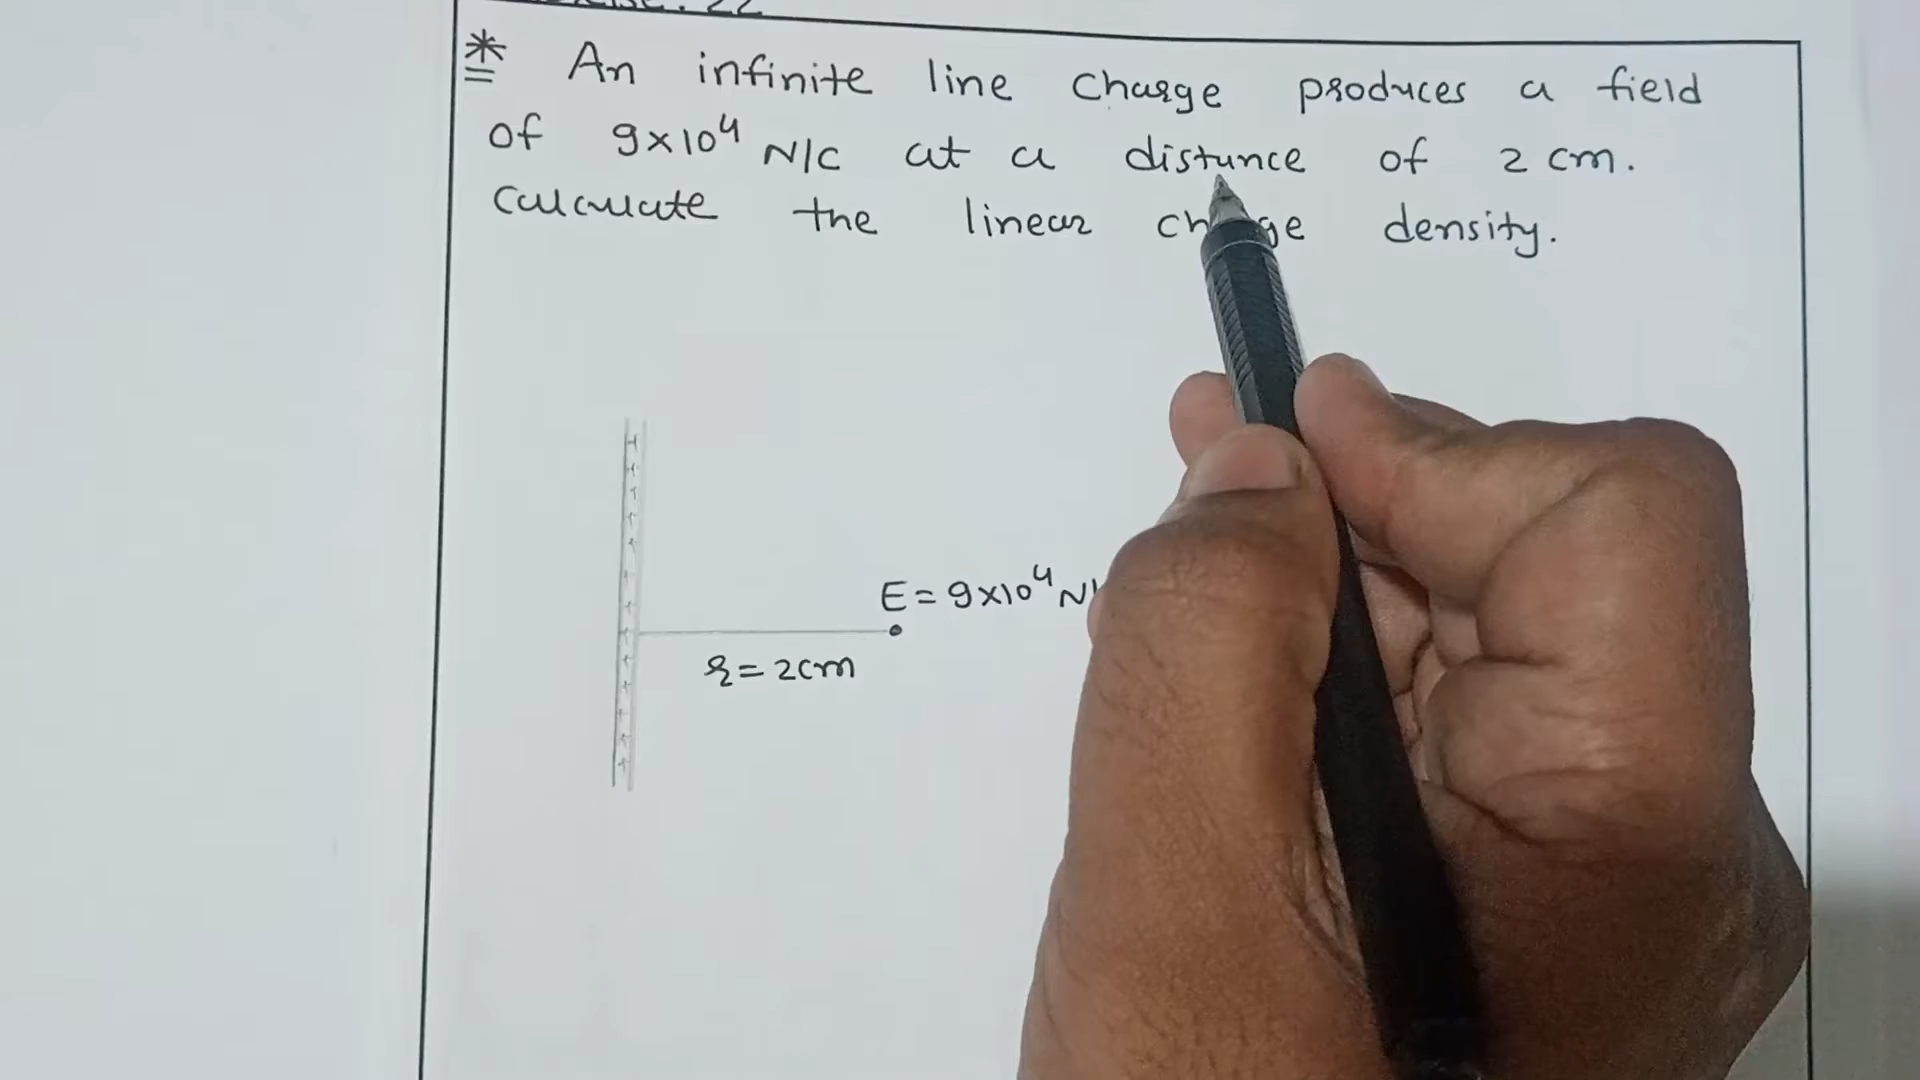 * An infinite line charge produces a field
of 9×10⁴ N/C at a distance of 2 cm.
Calculate the linear density.
E = 9×10⁴ N/
r = 2cm